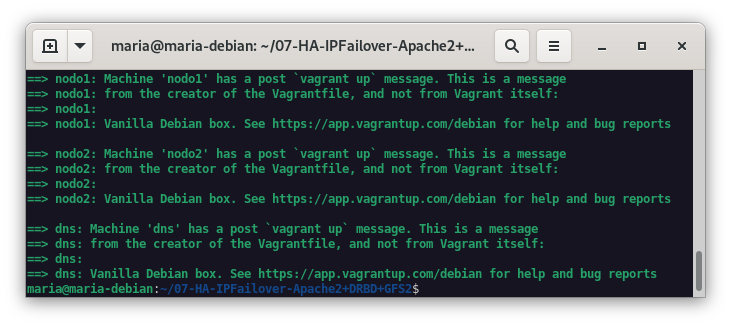 maria@maria-debian: ~/07-HA-IPFailover-Apache2+...
==> nodo1: Machine 'nodo1' has a post `vagrant up` message. This is a message
==> nodo1: from the creator of the Vagrantfile, and not from Vagrant itself:
==> nodo1:
==> nodo1: Vanilla Debian box. See https://app.vagrantup.com/debian for help and bug reports
==> nodo2: Machine 'nodo2' has a post `vagrant up` message. This is a message
==> nodo2: from the creator of the Vagrantfile, and not from Vagrant itself:
==> nodo2:
==> nodo2: Vanilla Debian box. See https://app.vagrantup.com/debian for help and bug reports
==> dns: Machine 'dns' has a post `vagrant up` message. This is a message
==> dns: from the creator of the Vagrantfile, and not from Vagrant itself:
==> dns:
==> dns: Vanilla Debian box. See https://app.vagrantup.com/debian for help and bug reports
maria@maria-debian:~/07-HA-IPFailover-Apache2+DRBD+GFS2$